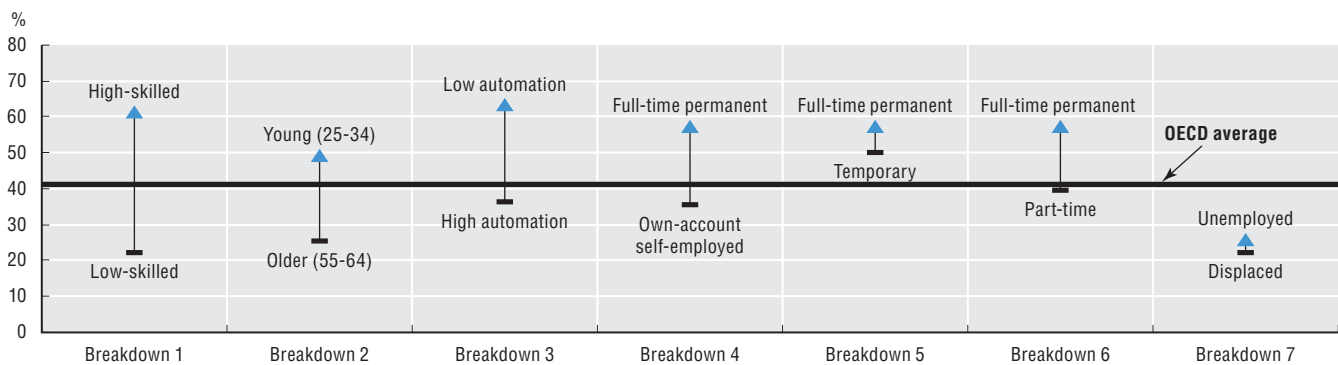 %
80
70
60
50
40
30
20
10
0
High-skilled
Low-skilled
Young (25-34)
Older (55-64)
Low automation
High automation
Full-time permanent
Own-account
self-employed
Full-time permanent
Temporary
Full-time permanent
Part-time
OECD average
Unemployed
Displaced
Breakdown 1
Breakdown 2
Breakdown 3
Breakdown 4
Breakdown 5
Breakdown 6
Breakdown 7